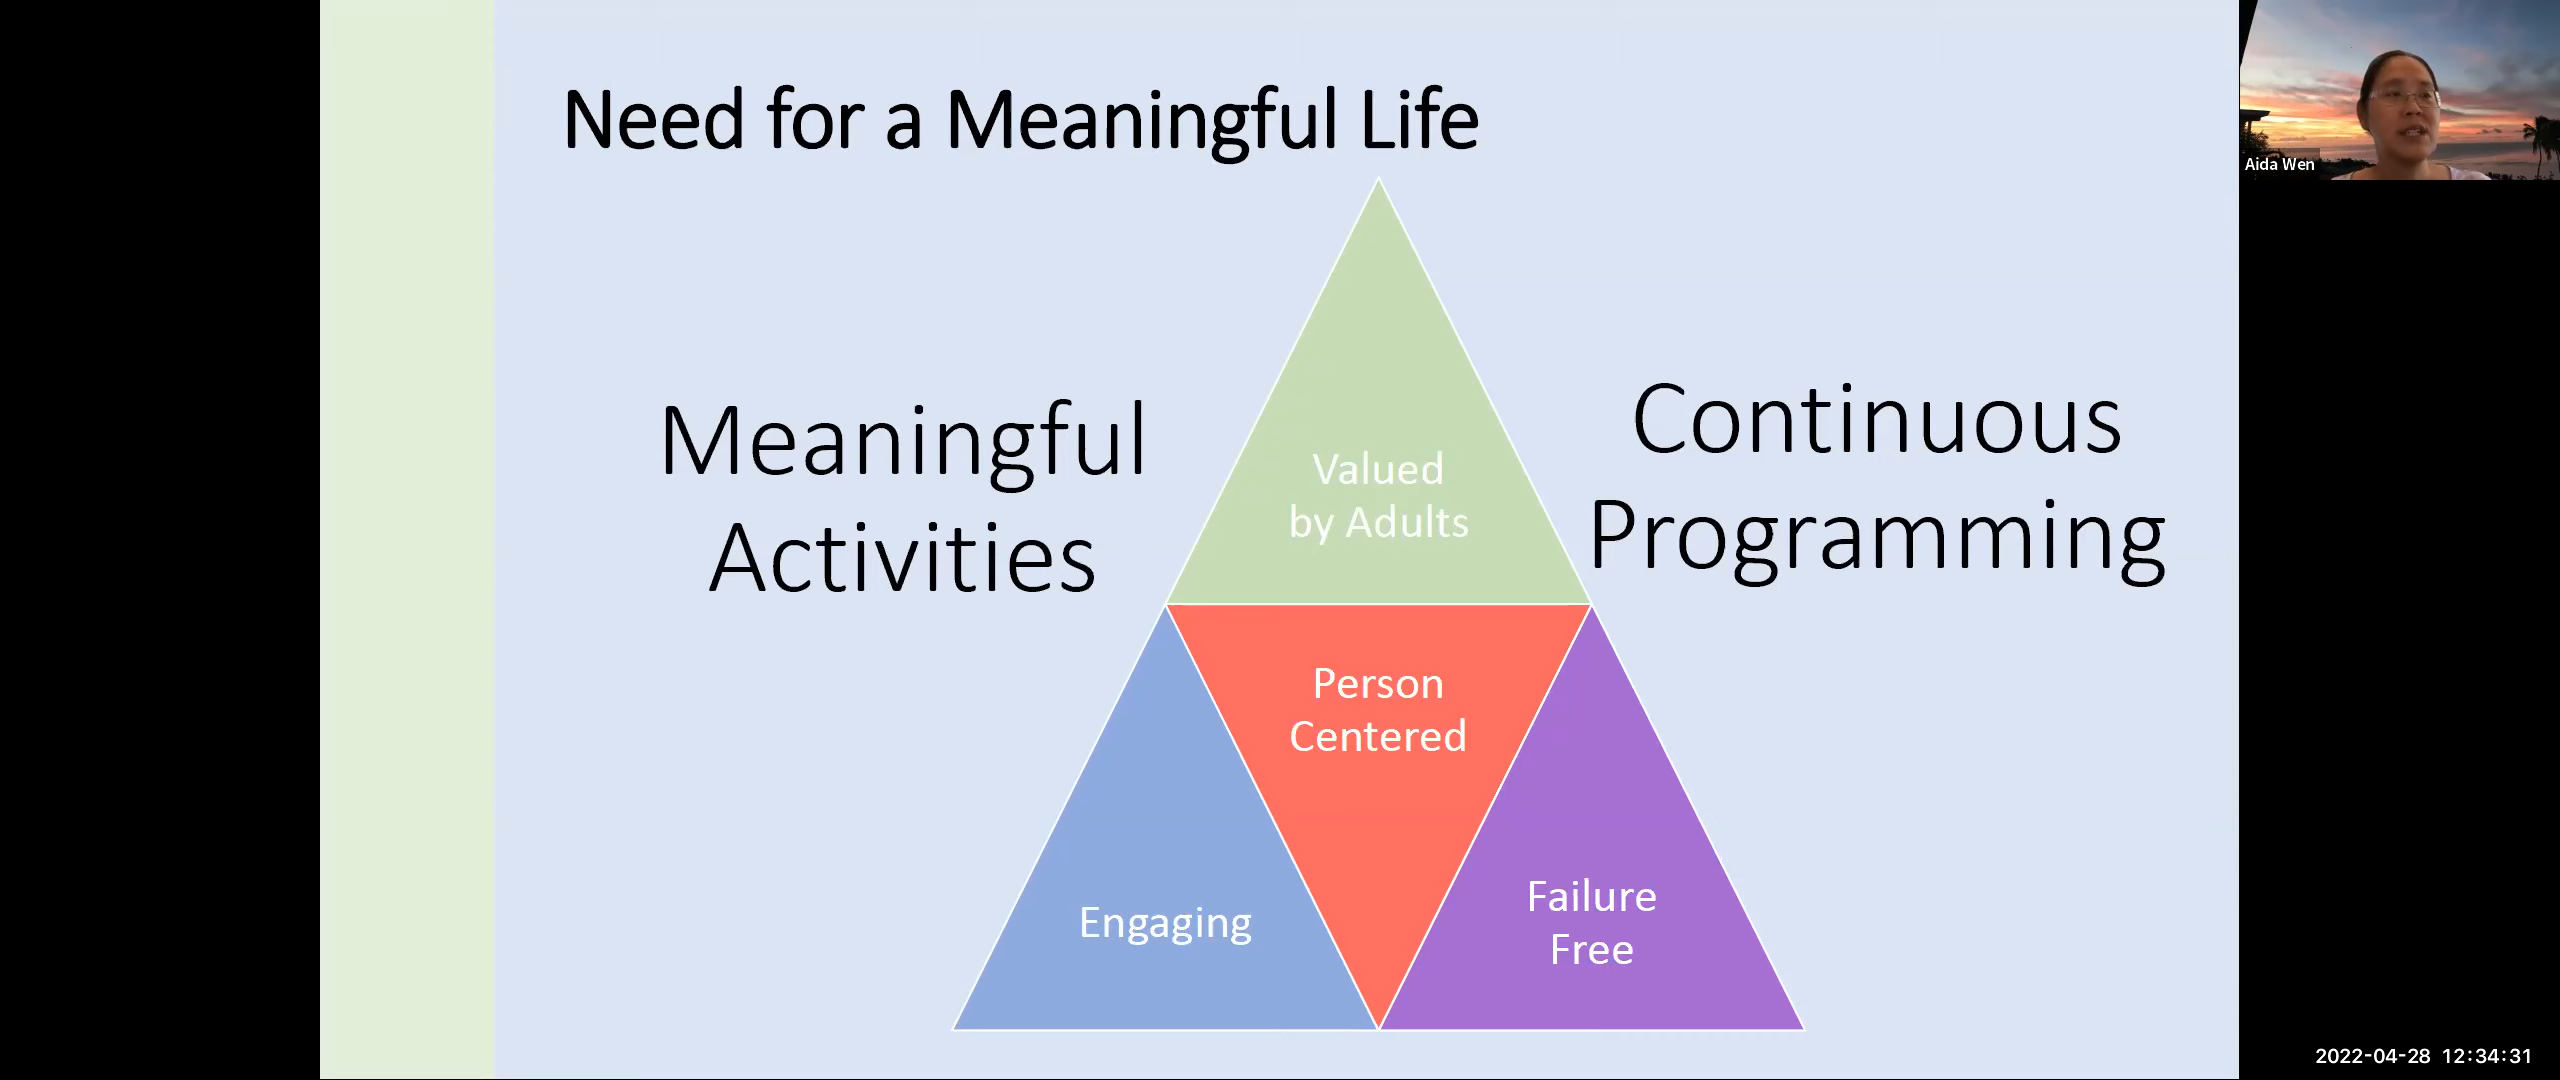 Need for a Meaningful Life
Aida Wen
Meaningful
Activities
Continuous
Programming
Valued
by Adults
Person
Centered
Engaging
Failure
Free
2022-04-28 12:34:31